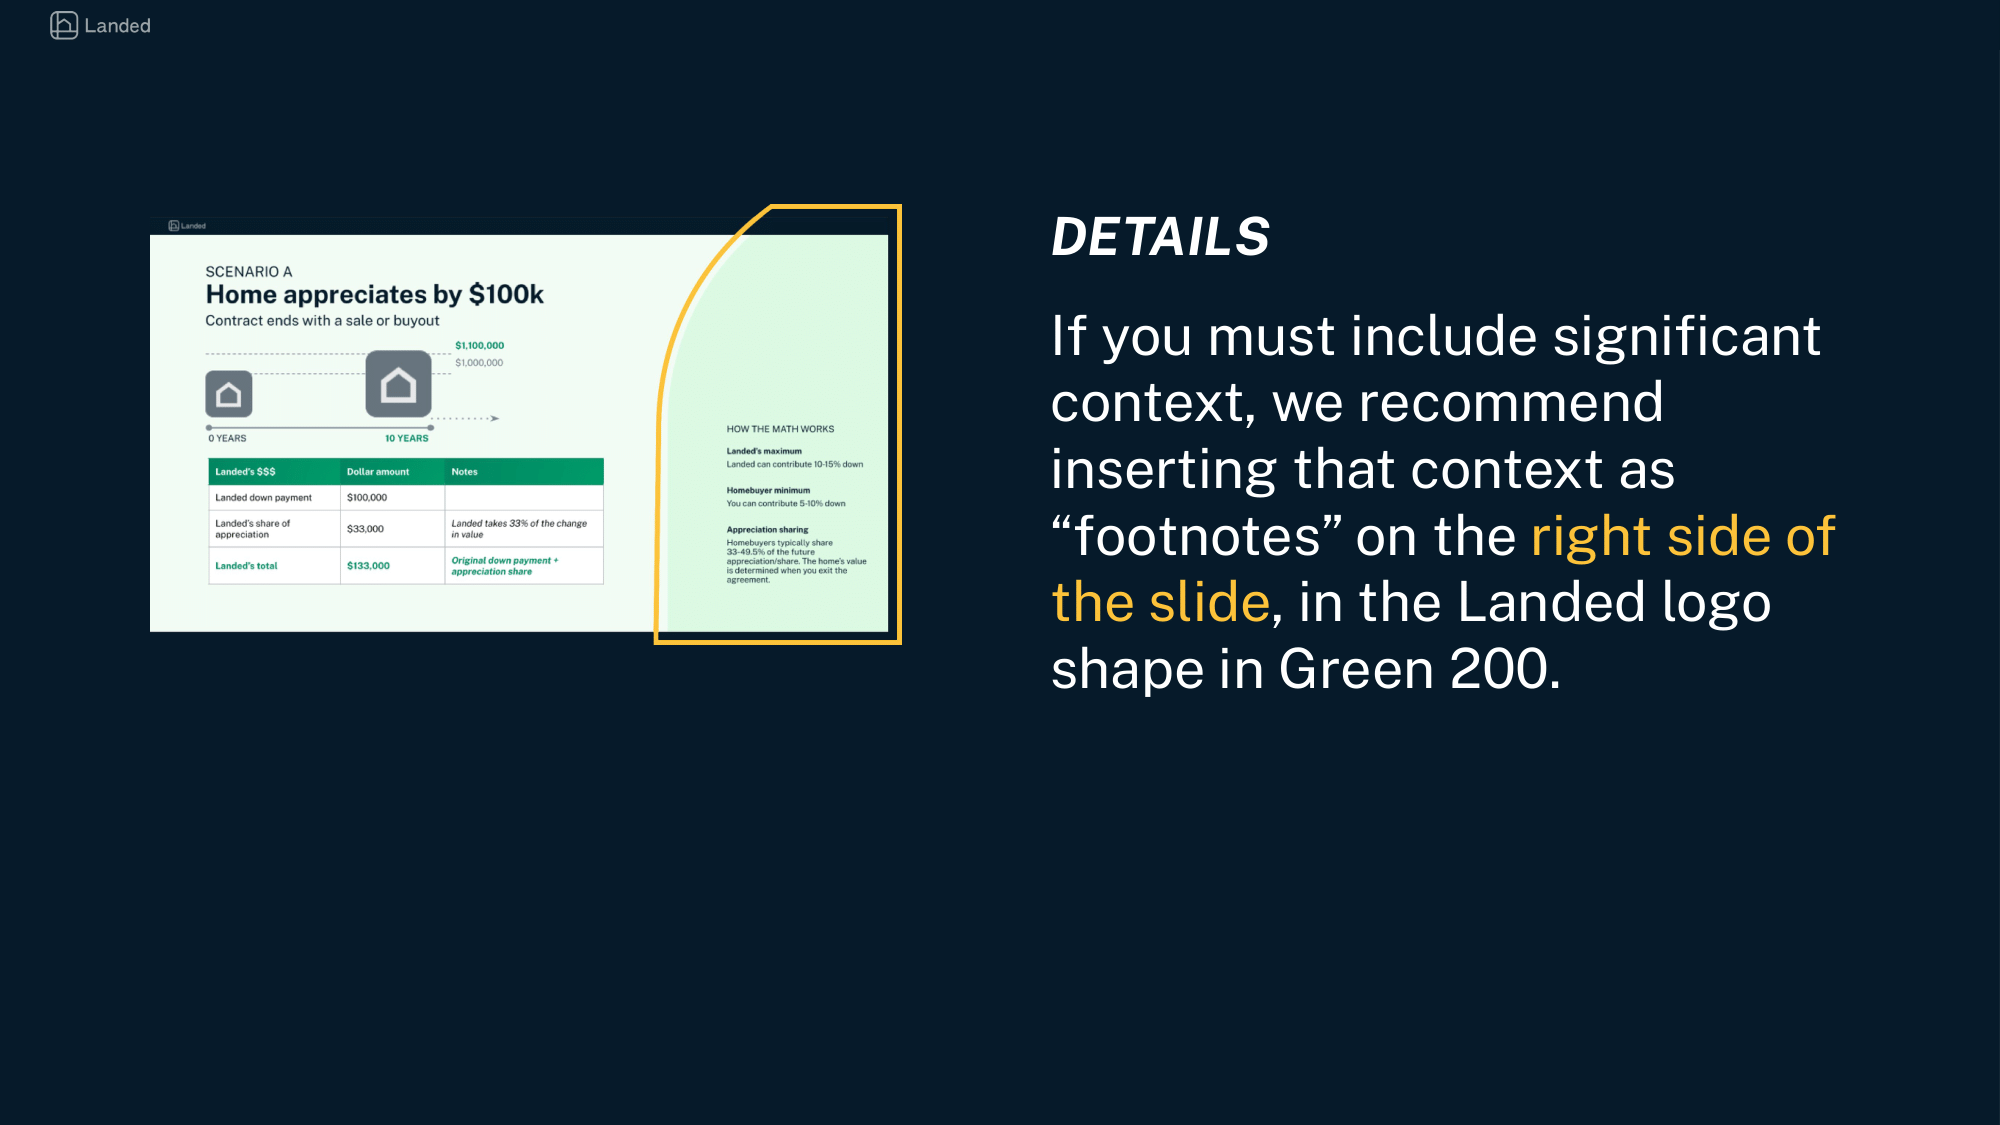 Landed
Landed
SCENARIO A
Home appreciates by $100k
Contract ends with a sale or buyout
$1,100,000
$1,000,000
0 YEARS
10 YEARS
Landed's $$$ Dollar amount Notes
Landed down payment $100,000
Landed's share of
appreciation
$33,000
Landed takes 33% of the change
in value
Landed's total
$133,000
Original down payment +
appreciation share
HOW THE MATH WORKS
Landed's maximum
Landed can contribute 10-15% down
Homebuyer minimum
You can contribute 5-10% down
Appreciation sharing
Homebuyers typically share
33-49.5% of the future
appreciation/share. The home's value
is determined when you exit the
agreement.
DETAILS
If you must include significant
context, we recommend
inserting that context as
“footnotes” on the right side of
the slide, in the Landed logo
shape in Green 200.